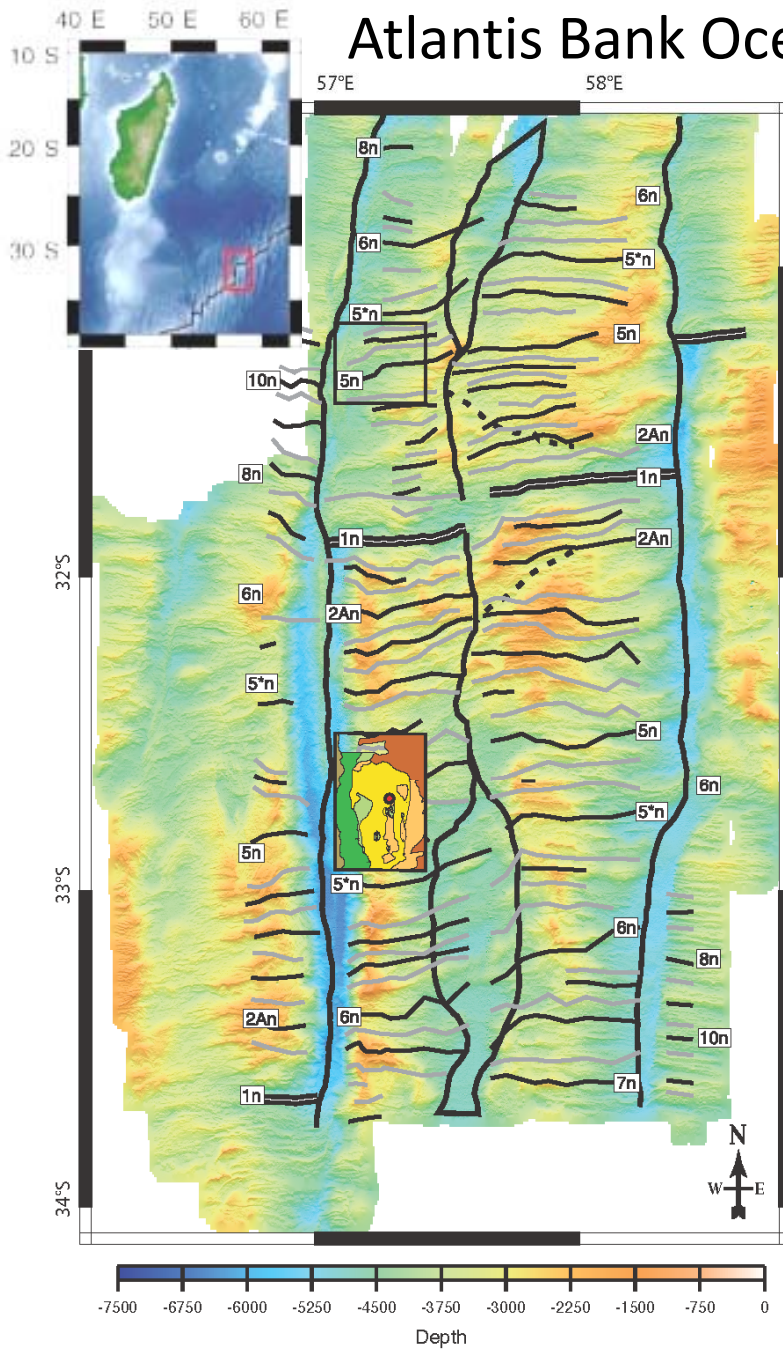 Atlantis Bank Oce
40 E 50 E 60 E
10 S
20 S
30 S
57°E 58°E
8n
6n
6n
5*n
5*n
5n
5n
10n
2An
8n
1n
1n
2An
32°S
6n
2An
5*n
5n
6n
5*n
5n
5*n
33°S
6n
8n
2An
6n
10n
7n
1n
N
W E
34°S
-7500 -6750 -6000 -5250 -4500 -3750 -3000 -2250 -1500 -750 0
Depth